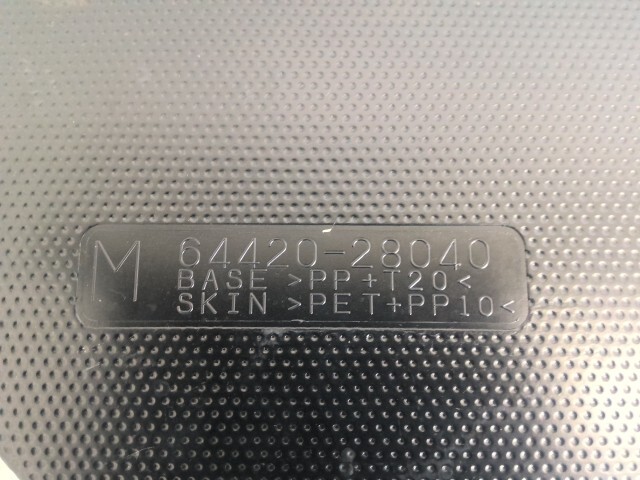 M 64420-28040
BASE >PP+T20<
SKIN >PET+PP10<